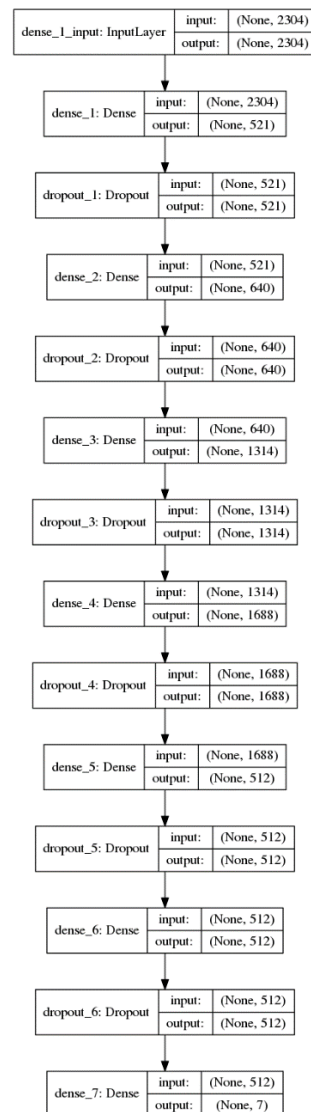 dense_1_input: InputLayer
input: (None, 2304)
output: (None, 2304)
dense_1: Dense
input: (None, 2304)
output: (None, 521)
dropout_1: Dropout
input: (None, 521)
output: (None, 521)
dense_2: Dense
input: (None, 521)
output: (None, 640)
dropout_2: Dropout
input: (None, 640)
output: (None, 640)
dense_3: Dense
input: (None, 640)
output: (None, 1314)
dropout_3: Dropout
input: (None, 1314)
output: (None, 1314)
dense_4: Dense
input: (None, 1314)
output: (None, 1688)
dropout_4: Dropout
input: (None, 1688)
output: (None, 1688)
dense_5: Dense
input: (None, 1688)
output: (None, 512)
dropout_5: Dropout
input: (None, 512)
output: (None, 512)
dense_6: Dense
input: (None, 512)
output: (None, 512)
dropout_6: Dropout
input: (None, 512)
output: (None, 512)
dense_7: Dense
input: (None, 512)
output: (None, 7)